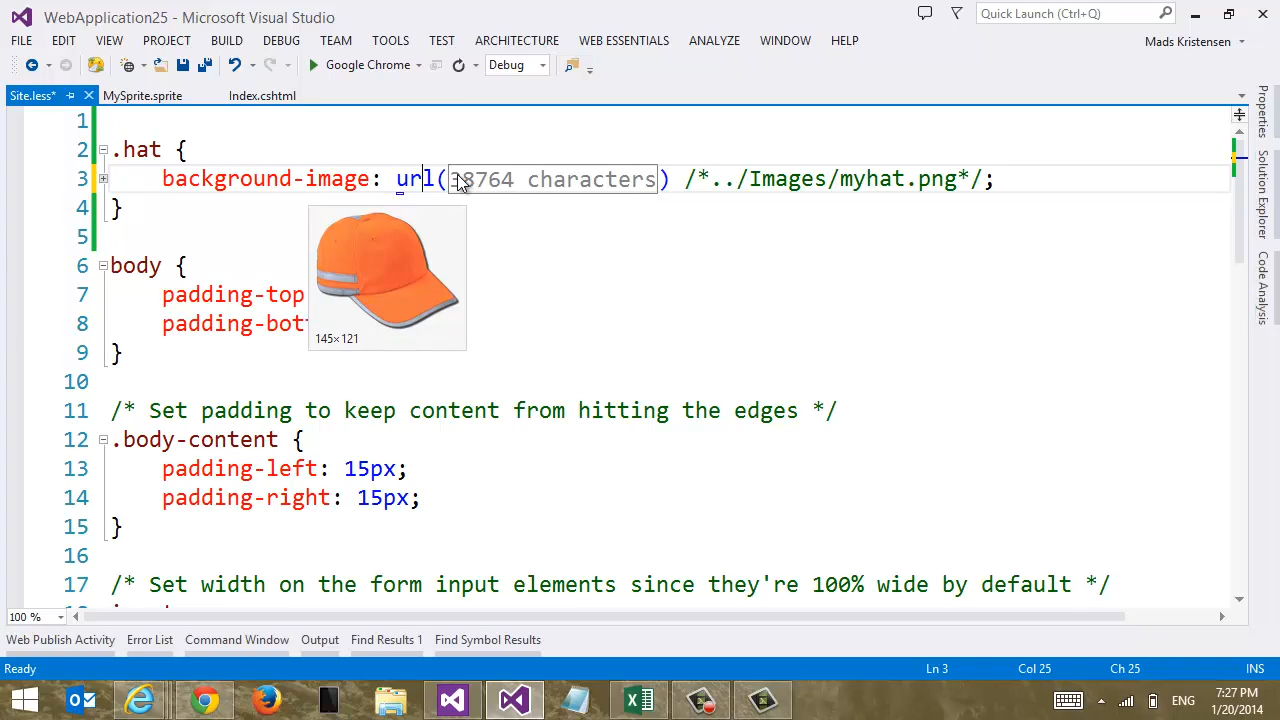 WebApplication25 - Microsoft Visual Studio
Quick Launch (Ctrl+Q)
FILE EDIT VIEW PROJECT BUILD DEBUG TEAM TOOLS TEST ARCHITECTURE WEB ESSENTIALS ANALYZE WINDOW HELP
Mads Kristensen
Google Chrome Debug
Site.less* MySprite.sprite Index.cshtml
1
2 .hat {
3 background-image: url( characters) /*../Images/myhat.png*/;
4 }
5
6 body {
7 padding-top
8 padding-bot
9 }
145×121
10
11 /* Set padding to keep content from hitting the edges */
12 .body-content {
13 padding-left: 15px;
14 padding-right: 15px;
15 }
16
17 /* Set width on the form input elements since they're 100% wide by default */
Properties
Solution Explorer
Code Analysis
100 %
Web Publish Activity Error List Command Window Output Find Results 1 Find Symbol Results
Ready Ln 3 Col 25 Ch 25 INS
ENG
7:27 PM
1/20/2014